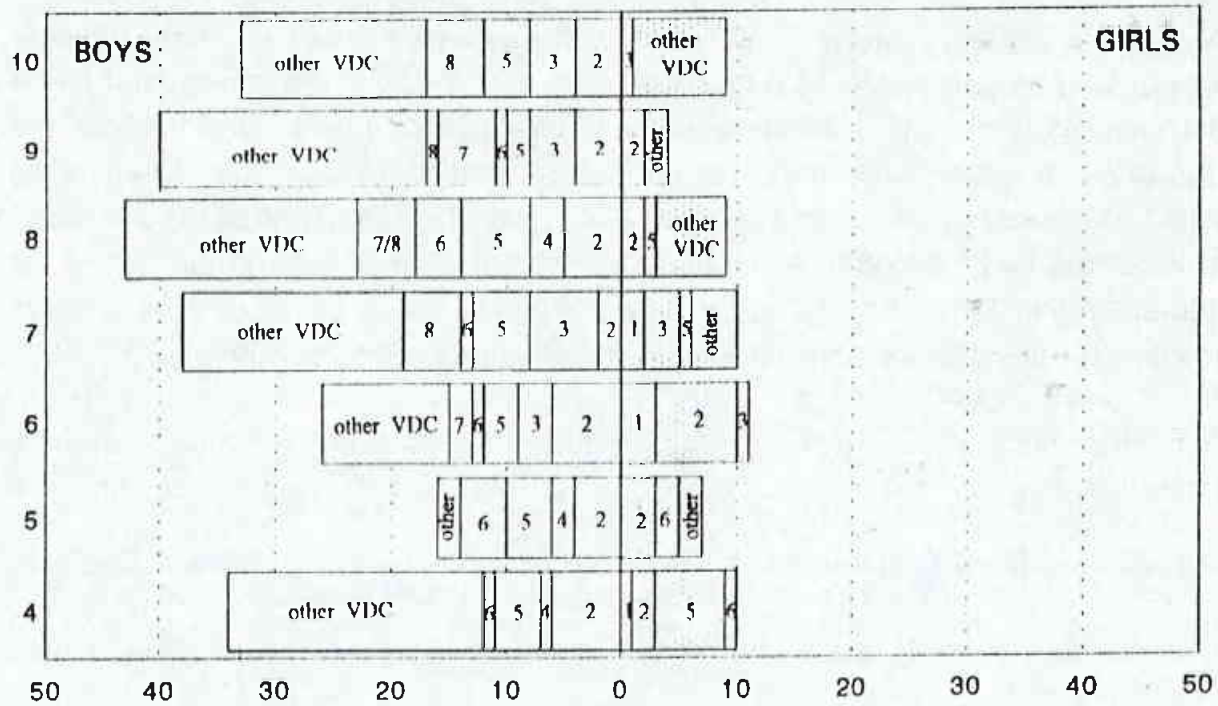 BOYS
GIRLS
10
other VDC 8 5 3 2 1 other VDC
9
other VDC 8 7 6 5 3 2 2 other
8
other VDC 7/8 6 5 4 2 2 5 other VDC
7
other VDC 8 5 3 2 1 3 5 other
6
other VDC 7 6 5 3 2 1 2 3
5
other 6 5 4 2 2 6 other
4
other VDC 6 5 4 2 1 2 5 6
50 40 30 20 10 0 10 20 30 40 50